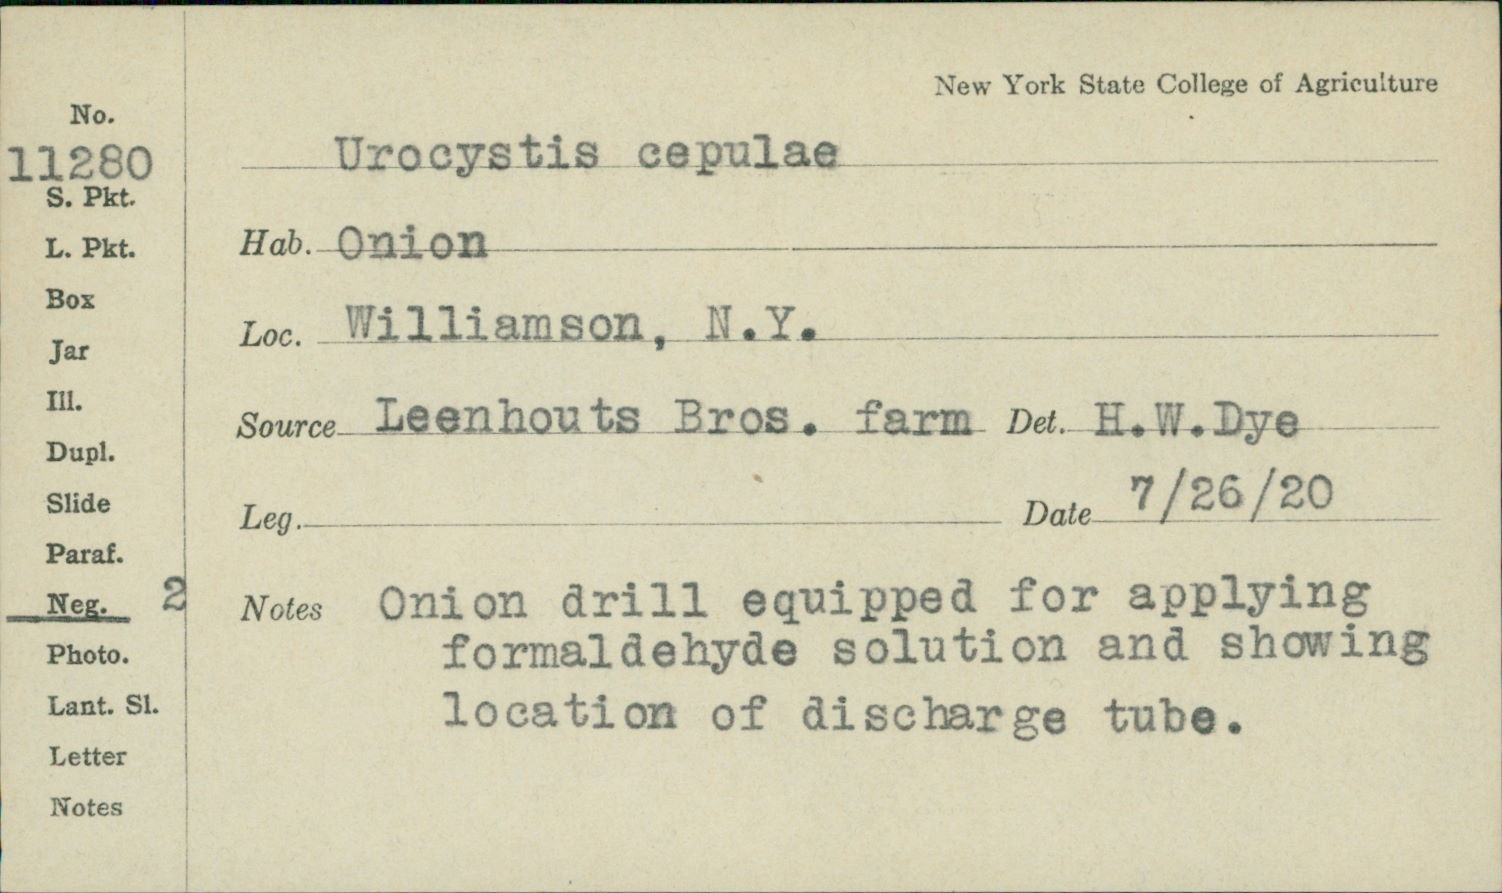 New York State College of Agriculture
No.
11280
S. Pkt.
L. Pkt.
Box
Jar
Ill.
Dupl.
Slide
Paraf.
Neg. 2
Photo.
Lant. Sl.
Letter
Notes
Urocystis cepulae
Hab. Onion
Loc. Williamson, N.Y.
Source Leenhouts Bros. farm Det. H.W.Dye
Leg. Date 7/26/20
Notes Onion drill equipped for applying
formaldehyde solution and showing
location of discharge tube.